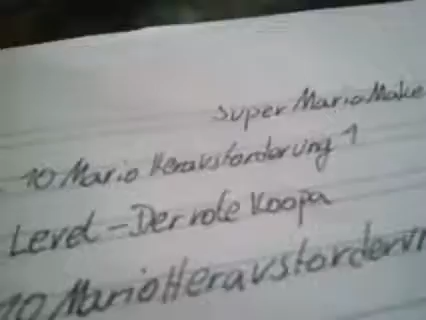 Super Mario Make
10 Mario Herausforderung 1
Level - Der rote Koopa
10 Mario Herausforderun